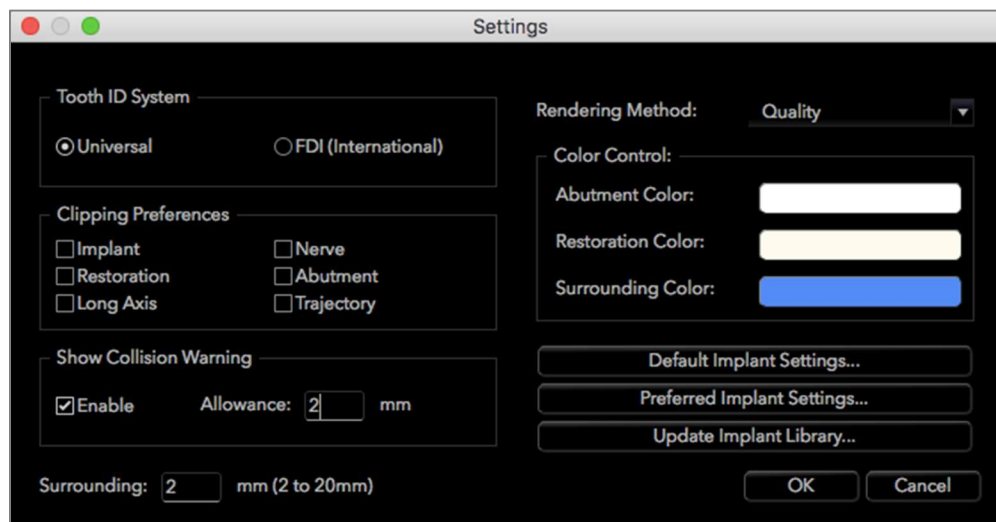 Settings
Tooth ID System
Universal
FDI (International)
Clipping Preferences
Implant
Nerve
Restoration
Abutment
Long Axis
Trajectory
Show Collision Warning
Enable
Allowance: 2 mm
Surrounding: 2 mm (2 to 20mm)
Rendering Method: Quality
Color Control:
Abutment Color:
Restoration Color:
Surrounding Color:
Default Implant Settings...
Preferred Implant Settings...
Update Implant Library...
OK
Cancel